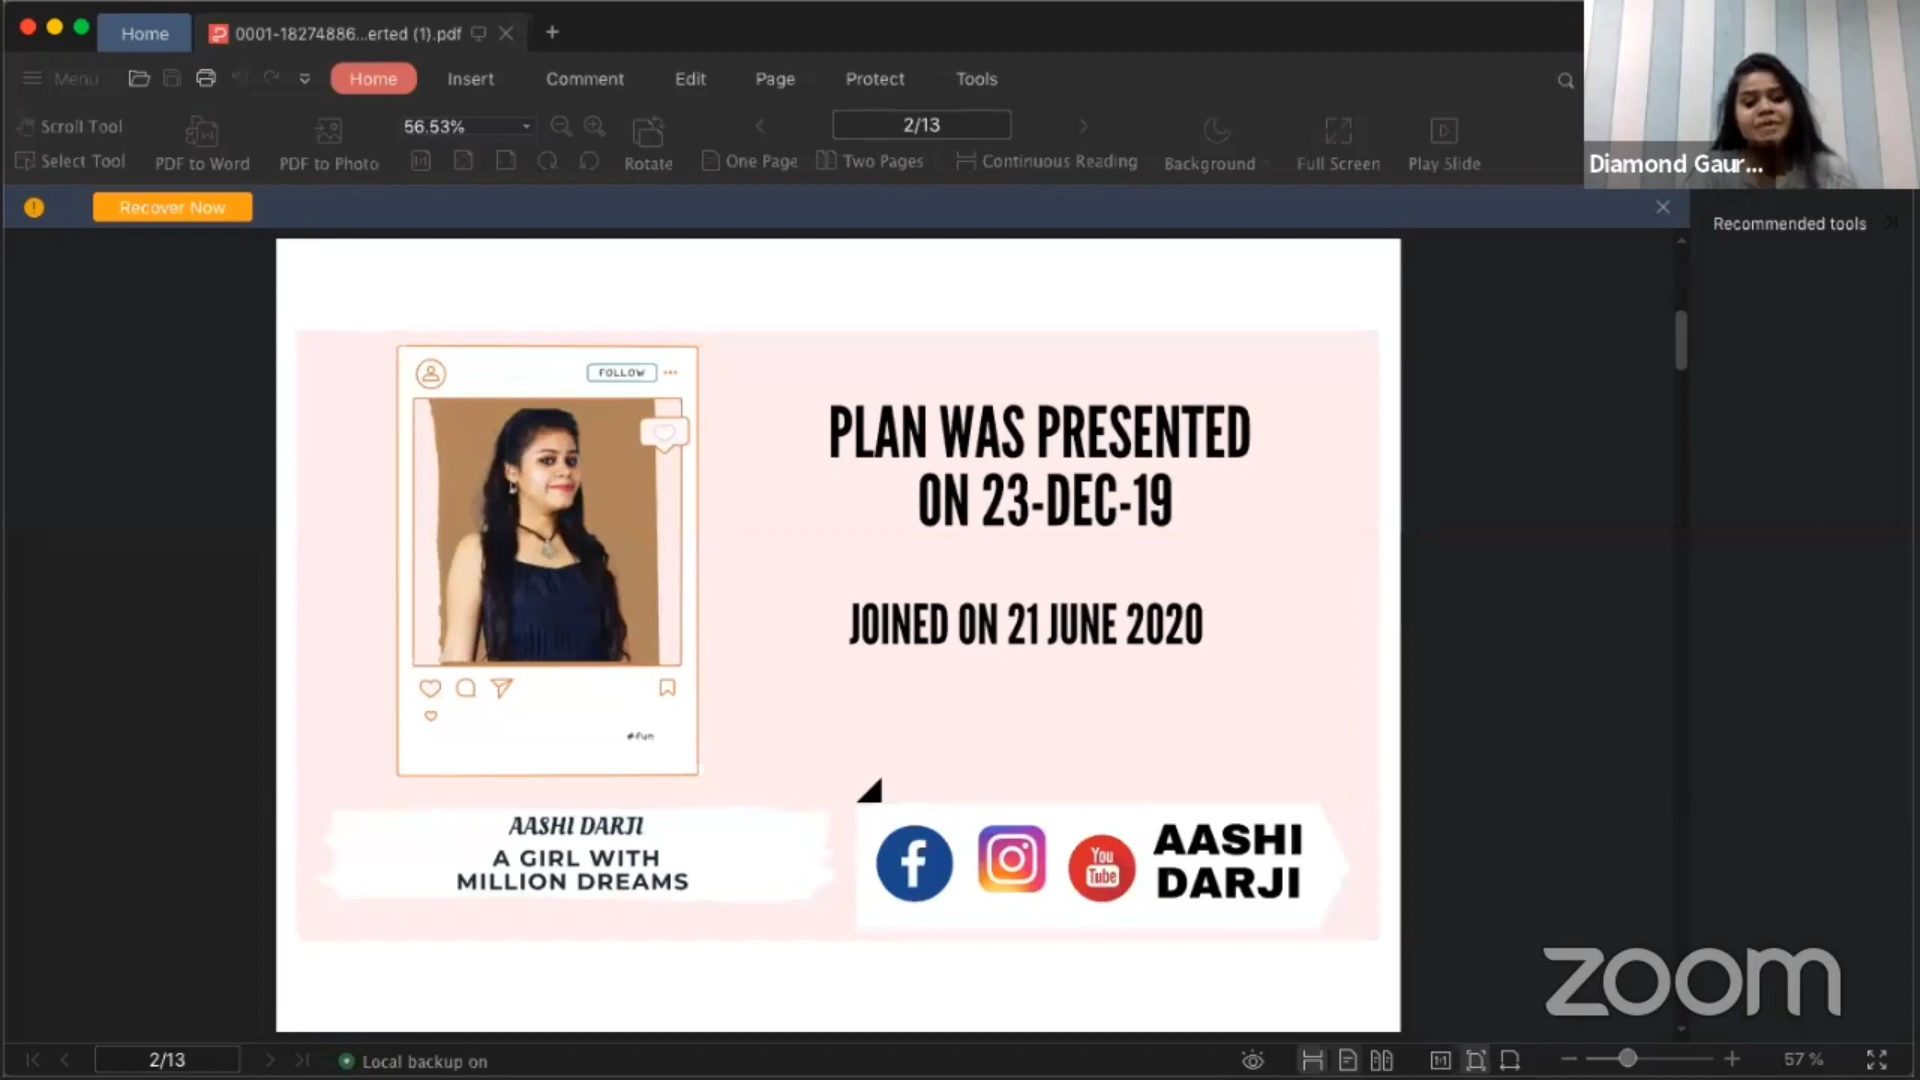 Home
0001-18274886...erted (1).pdf
Menu
Home
Insert
Comment
Edit
Page
Protect
Tools
Scroll Tool
Select Tool
PDF to Word
PDF to Photo
56.53%
Rotate
2/13
One Page
Two Pages
Continuous Reading
Background
Full Screen
Play Slide
Diamond Gaur...
Recover Now
Recommended tools
FOLLOW
#fun
PLAN WAS PRESENTED
ON 23-DEC-19
JOINED ON 21 JUNE 2020
AASHI DARJI
A GIRL WITH
MILLION DREAMS
You
Tube
AASHI
DARJI
zoom
2/13
Local backup on
57 %